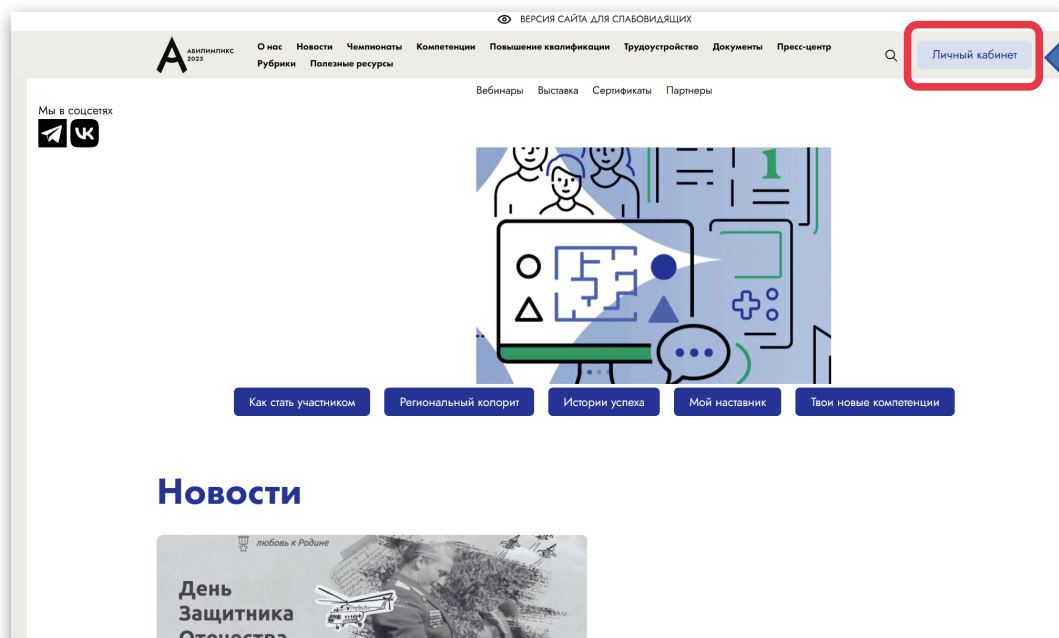 ВЕРСИЯ САЙТА ДЛЯ СЛАБОВИДЯЩИХ
АБИЛИМПИКС
2023
О нас Новости Чемпионаты Компетенции Повышение квалификации Трудоустройство Документы Пресс-центр
Рубрики Полезные ресурсы
Личный кабинет
Вебинары Выставка Сертификаты Партнеры
Мы в соцсетях
Как стать участником Региональный колорит Истории успеха Мой наставник Твои новые компетенции
Новости
любовь к Родине
День
Защитника
Отечества